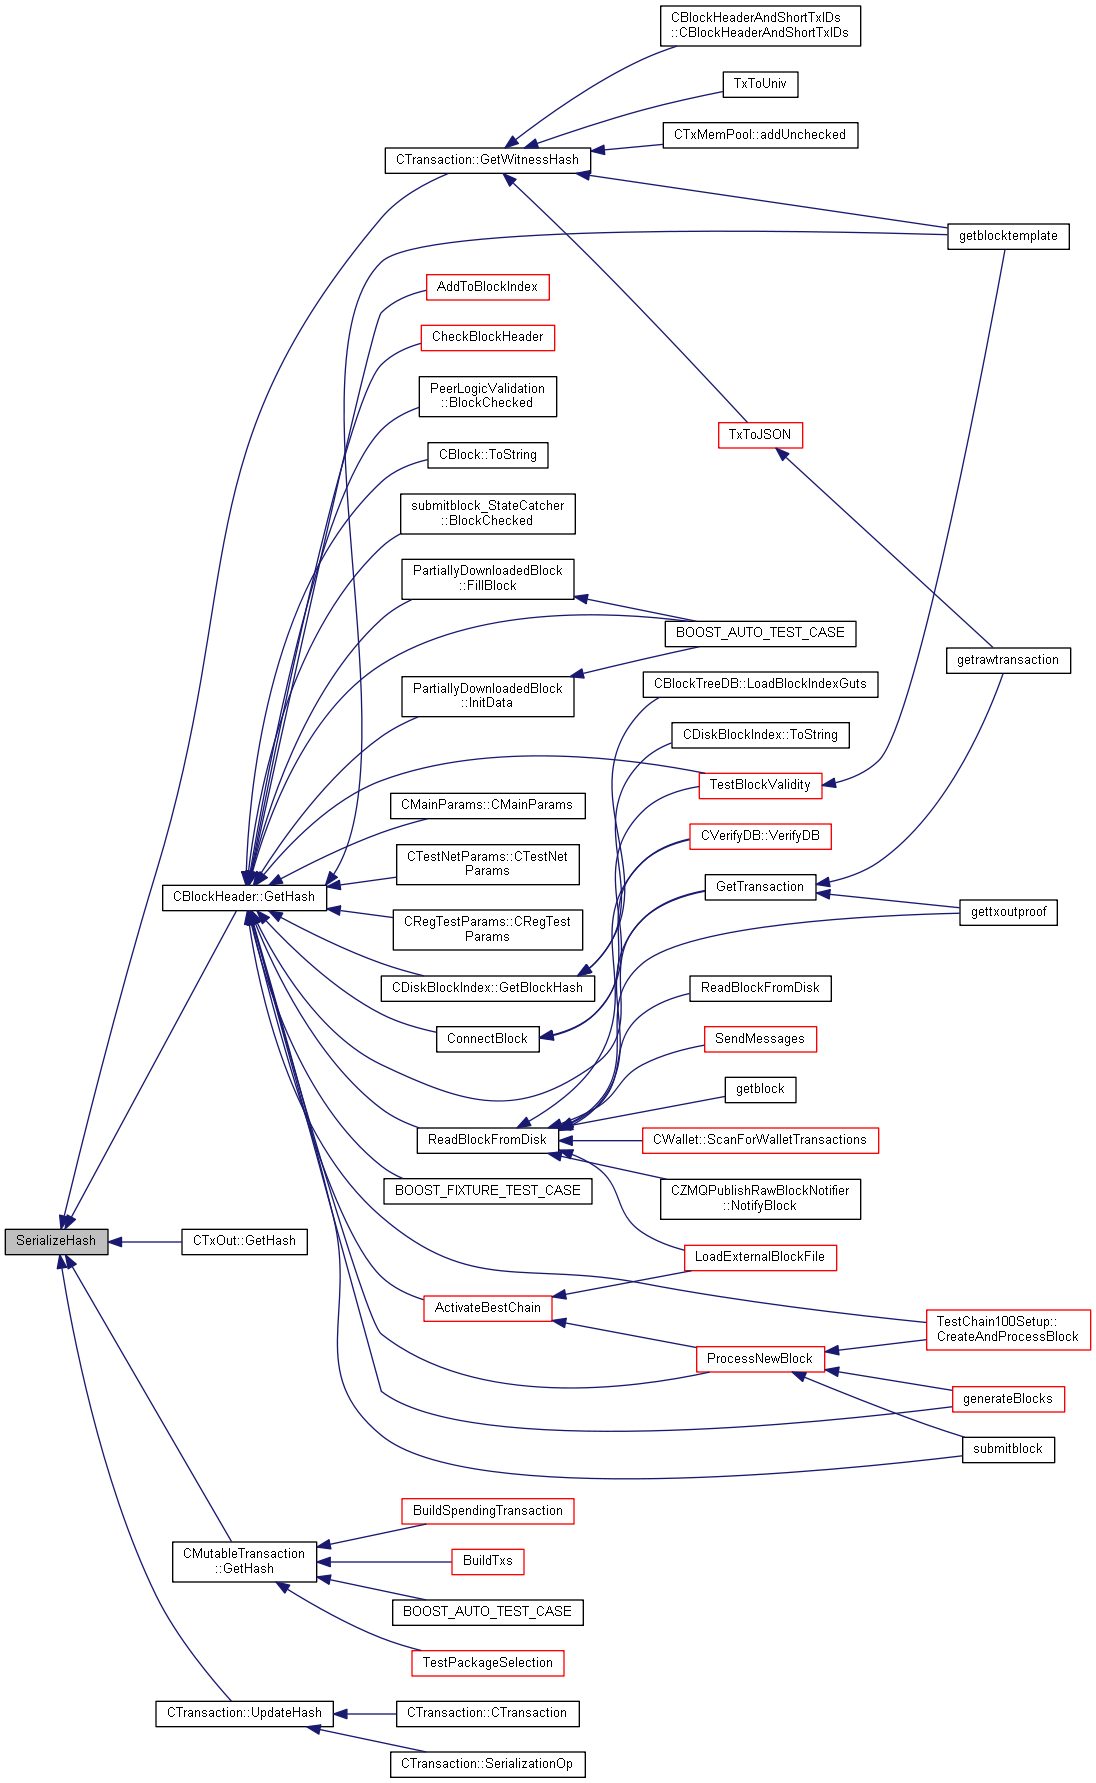 CBlockHeaderAndShortTxIDs
::CBlockHeaderAndShortTxIDs
TxToUniv
CTxMemPool::addUnchecked
CTransaction::GetWitnessHash
getblocktemplate
AddToBlockIndex
CheckBlockHeader
PeerLogicValidation
::BlockChecked
TxToJSON
CBlock::ToString
submitblock_StateCatcher
::BlockChecked
PartiallyDownloadedBlock
::FillBlock
BOOST_AUTO_TEST_CASE
getrawtransaction
PartiallyDownloadedBlock
::InitData
CBlockTreeDB::LoadBlockIndexGuts
CDiskBlockIndex::ToString
TestBlockValidity
CMainParams::CMainParams
CVerifyDB::VerifyDB
CTestNetParams::CTestNet
Params
GetTransaction
CBlockHeader::GetHash
gettxoutproof
CRegTestParams::CRegTest
Params
CDiskBlockIndex::GetBlockHash
ReadBlockFromDisk
ConnectBlock
SendMessages
getblock
ReadBlockFromDisk
CWallet::ScanForWalletTransactions
BOOST_FIXTURE_TEST_CASE
CZMQPublishRawBlockNotifier
::NotifyBlock
SerializeHash
CTxOut::GetHash
LoadExternalBlockFile
ActivateBestChain
TestChain100Setup::
CreateAndProcessBlock
ProcessNewBlock
generateBlocks
submitblock
BuildSpendingTransaction
CMutableTransaction
::GetHash
BuildTxs
BOOST_AUTO_TEST_CASE
TestPackageSelection
CTransaction::UpdateHash
CTransaction::CTransaction
CTransaction::SerializationOp